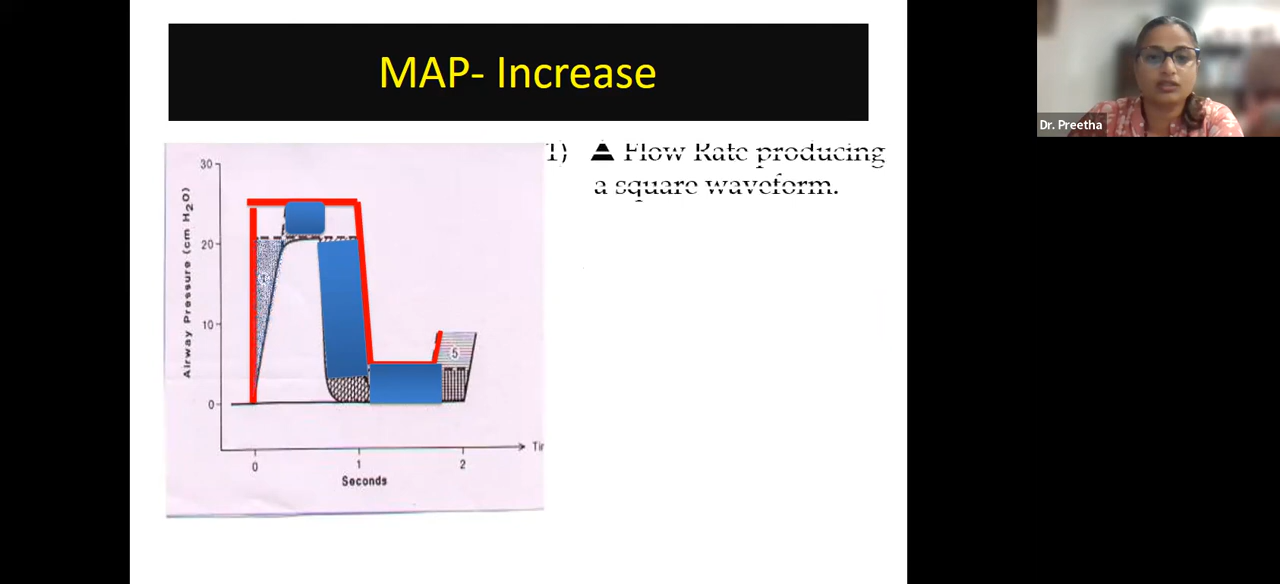 MAP- Increase
Dr. Preetha
1) ▲ Flow Rate producing
a square waveform.
Airway Pressure (cm H₂O)
30
20
10
0
1
5
0 1 2
Seconds